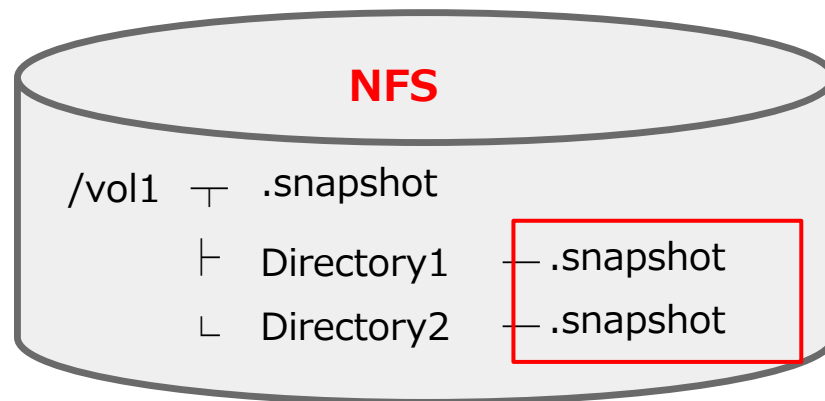 NFS
/vol1 ┬ .snapshot
├ Directory1 ─ .snapshot
└ Directory2 ─ .snapshot